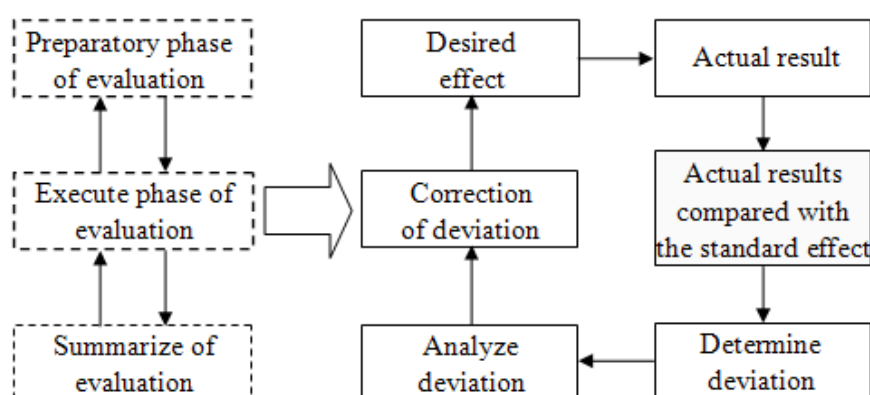 Preparatory phase
of evaluation
Desired
effect
Actual result
Execute phase of
evaluation
Correction
of deviation
Actual results
compared with
the standard effect
Summarize of
evaluation
Analyze
deviation
Determine
deviation